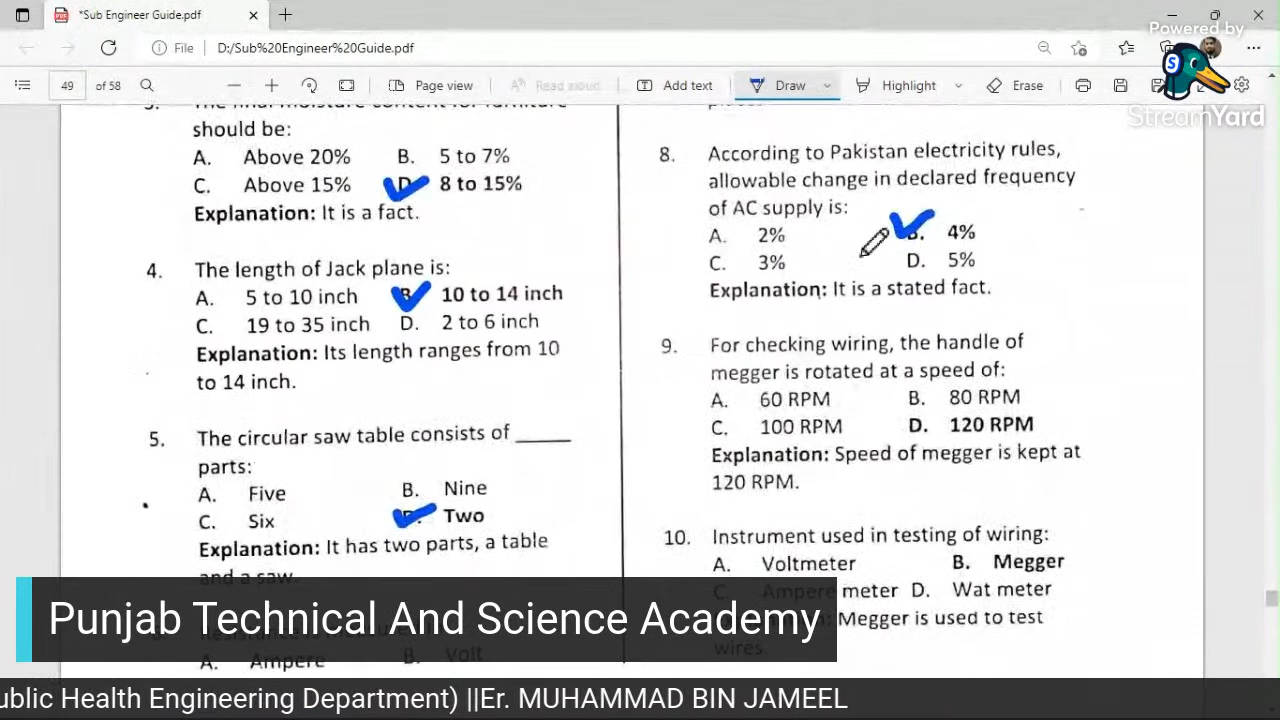 *Sub Engineer Guide.pdf
File D:/Sub%20Engineer%20Guide.pdf
Powered by
StreamYard
49 of 58
Page view
Read aloud
Add text
Draw
Highlight
Erase
should be:
A. Above 20% B. 5 to 7%
C. Above 15% D. 8 to 15%
Explanation: It is a fact.
4. The length of Jack plane is:
A. 5 to 10 inch B. 10 to 14 inch
C. 19 to 35 inch D. 2 to 6 inch
Explanation: Its length ranges from 10
to 14 inch.
5. The circular saw table consists of _____
parts:
A. Five B. Nine
C. Six D. Two
Explanation: It has two parts, a table
and a saw.
A. Ampere B. Volt
8. According to Pakistan electricity rules,
allowable change in declared frequency
of AC supply is:
A. 2% B. 4%
C. 3% D. 5%
Explanation: It is a stated fact.
9. For checking wiring, the handle of
megger is rotated at a speed of:
A. 60 RPM B. 80 RPM
C. 100 RPM D. 120 RPM
Explanation: Speed of megger is kept at
120 RPM.
10. Instrument used in testing of wiring:
A. Voltmeter B. Megger
C. Ampere meter D. Wat meter
Megger is used to test
wires.
Punjab Technical And Science Academy
ublic Health Engineering Department) ||Er. MUHAMMAD BIN JAMEEL